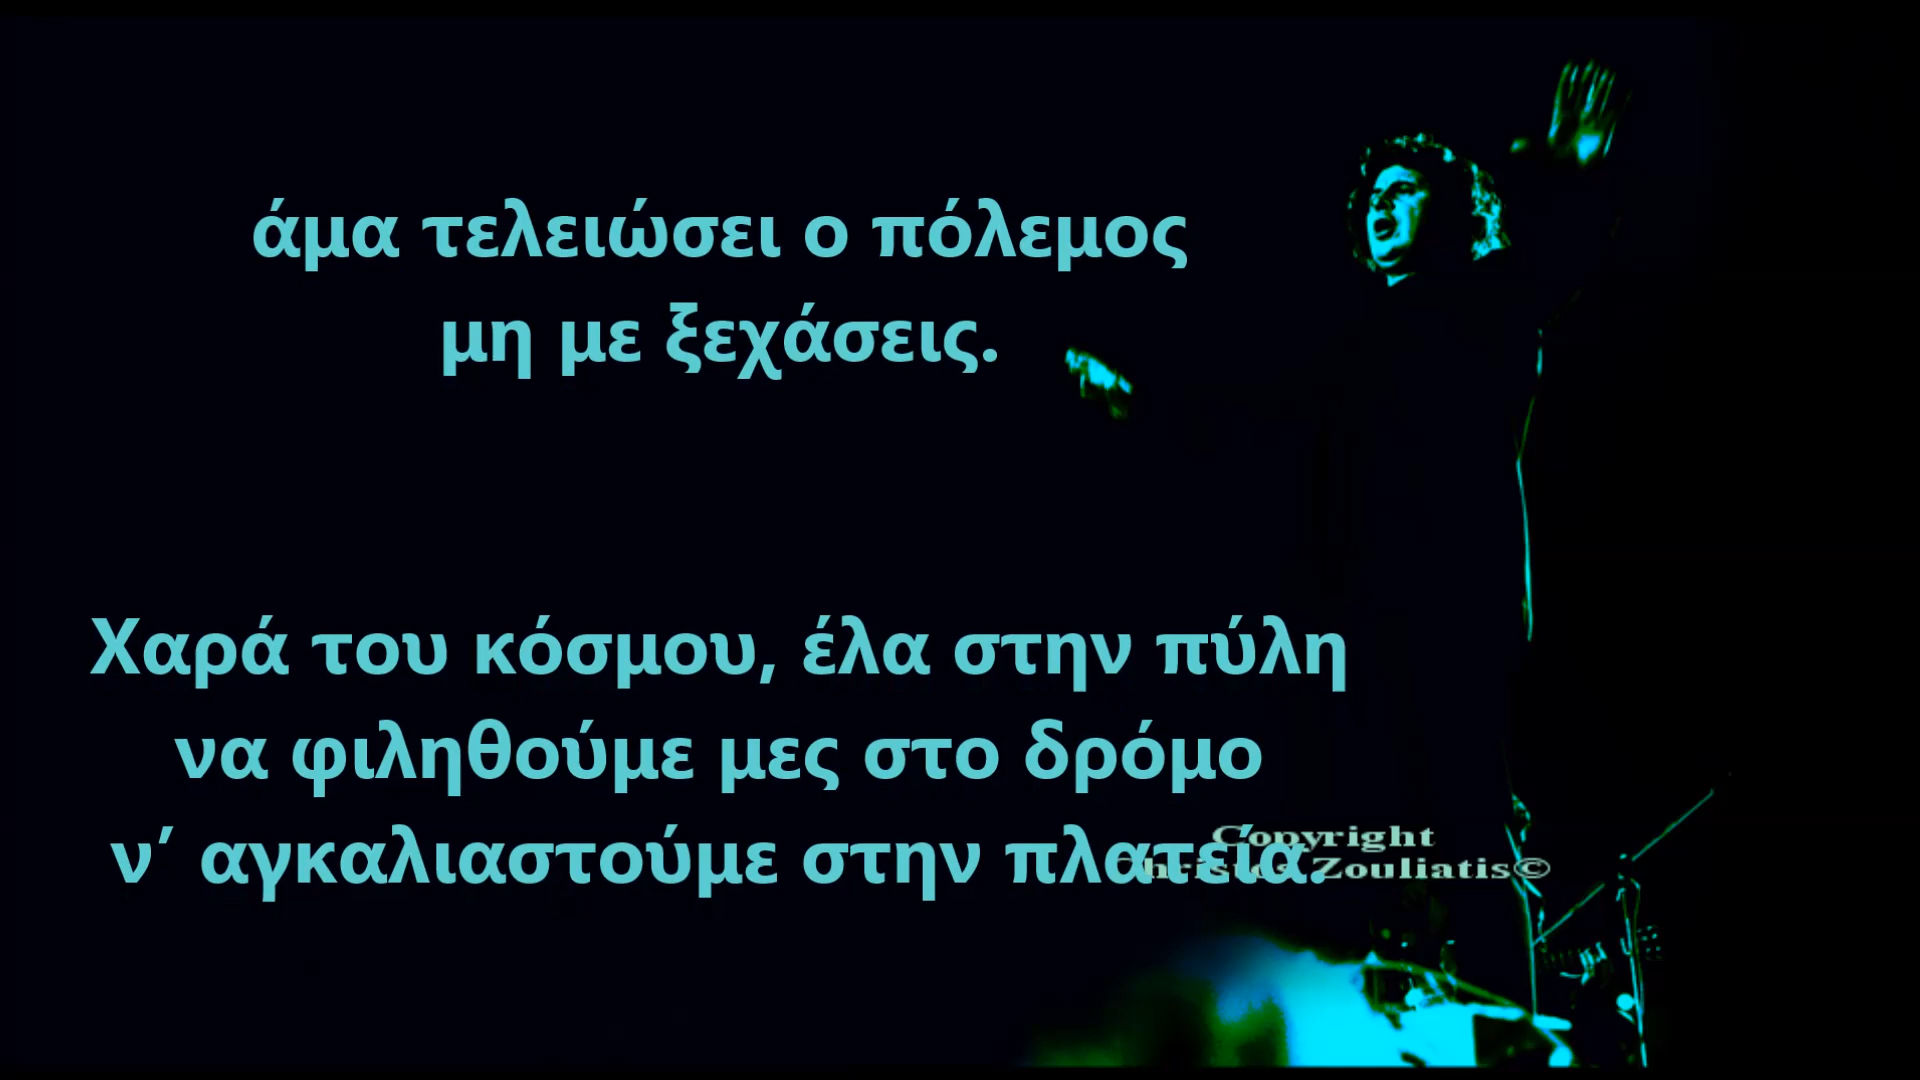 άμα τελειώσει ο πόλεμος
μη με ξεχάσεις.
Χαρά του κόσμου, έλα στην πύλη
να φιληθούμε μες στο δρόμο
ν΄ αγκαλιαστούμε στην πλατεία.
Copyright
Christos Zouliatis©